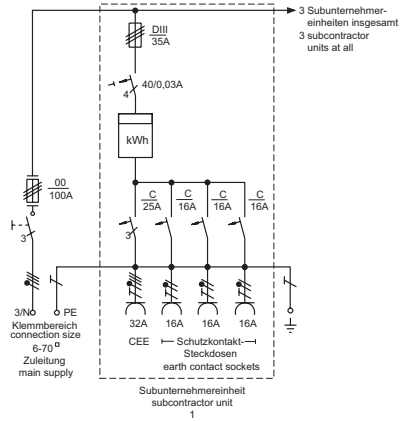 3 Subunternehmer-
einheiten insgesamt
3 subcontractor
units at all
DIII
35A
40/0,03A
4
kWh
00
100A
3
C
25A
C
16A
C
16A
C
16A
3
3/N
PE
Klemmbereich
connection size
6-70
Zuleitung
main supply
32A
16A
16A
16A
CEE
Schutzkontakt-
Steckdosen
earth contact sockets
Subunternehmereinheit
subcontractor unit
1